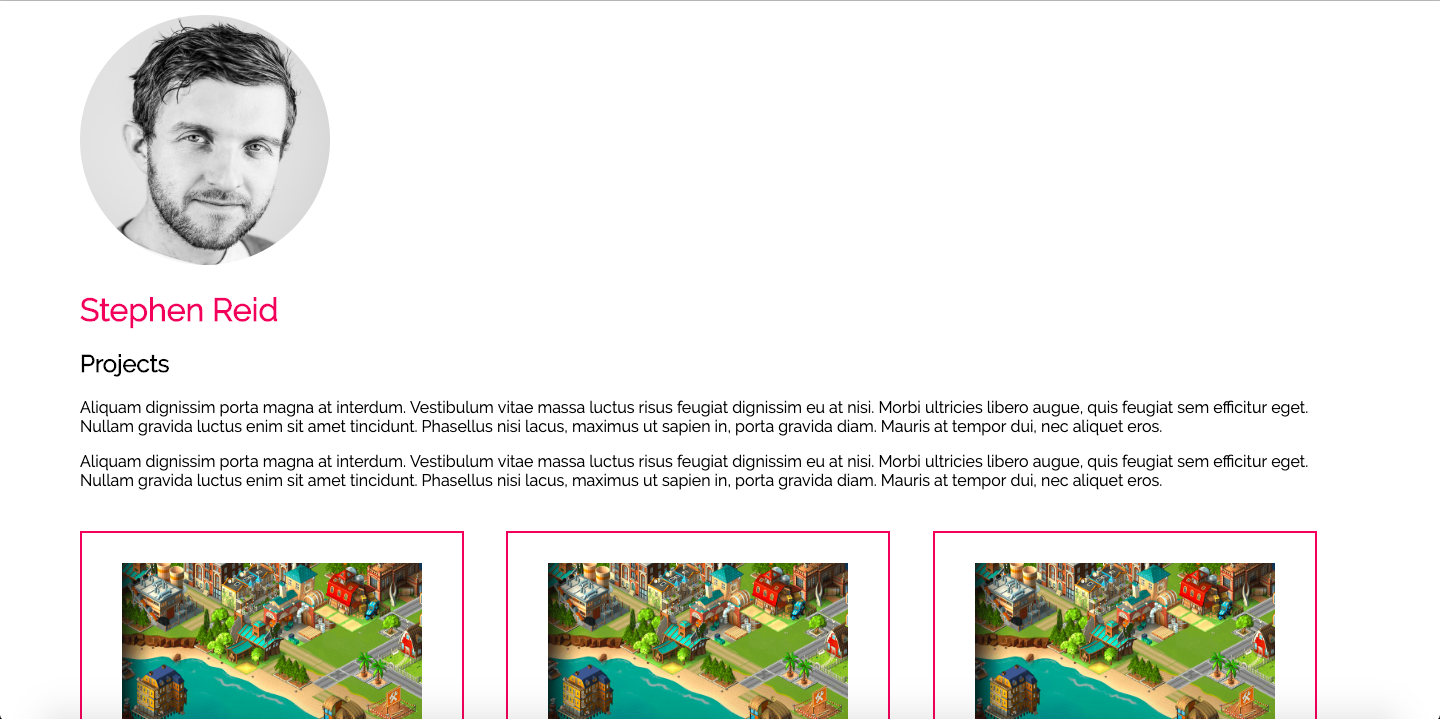 Stephen Reid
Projects
Aliquam dignissim porta magna at interdum. Vestibulum vitae massa luctus risus feugiat dignissim eu at nisi. Morbi ultricies libero augue, quis feugiat sem efficitur eget.
Nullam gravida luctus enim sit amet tincidunt. Phasellus nisi lacus, maximus ut sapien in, porta gravida diam. Mauris at tempor dui, nec aliquet eros.
Aliquam dignissim porta magna at interdum. Vestibulum vitae massa luctus risus feugiat dignissim eu at nisi. Morbi ultricies libero augue, quis feugiat sem efficitur eget.
Nullam gravida luctus enim sit amet tincidunt. Phasellus nisi lacus, maximus ut sapien in, porta gravida diam. Mauris at tempor dui, nec aliquet eros.